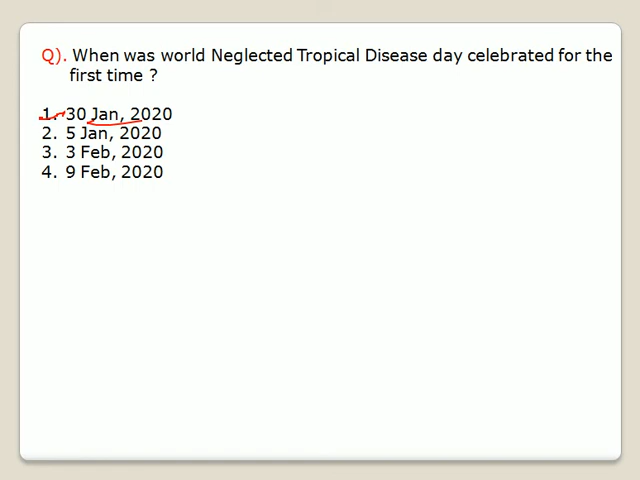 Q). When was world Neglected Tropical Disease day celebrated for the
first time ?
1. 30 Jan, 2020
2. 5 Jan, 2020
3. 3 Feb, 2020
4. 9 Feb, 2020